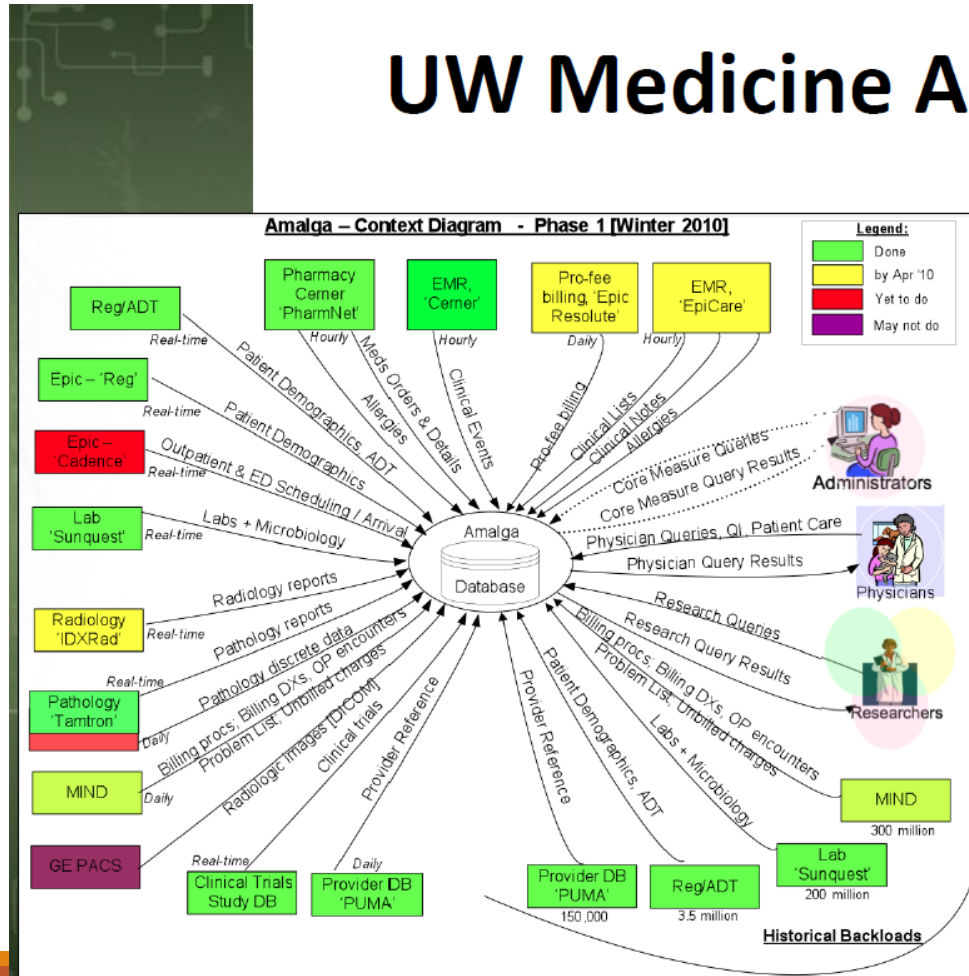 UW Medicine A
Amalga – Context Diagram - Phase 1 [Winter 2010]
Legend:
Done
by Apr '10
Yet to do
May not do
Reg/ADT
Real-time
Pharmacy
Cerner
'PharmNet'
Hourly
EMR,
'Cerner'
Hourly
Pro-fee
billing, 'Epic
Resolute'
Daily
EMR,
'EpiCare'
Hourly
Epic – 'Reg'
Real-time
Epic –
'Cadence'
Real-time
Lab
'Sunquest'
Real-time
Radiology
'IDXRad'
Real-time
Real-time
Pathology
'Tamtron'
Daily
MIND
Daily
GE PACS
Real-time
Clinical Trials
Study DB
Daily
Provider DB
'PUMA'
Patient Demographics, ADT
Patient Demographics
Outpatient & ED Scheduling / Arrival
Labs + Microbiology
Radiology reports
Pathology reports
Pathology discrete data
Billing procs; Billing DXs, OP encounters
Problem List, Unbilled charges
Radiologic images [DICOM]
Clinical trials
Provider Reference
Allergies
Meds Orders & Details
Clinical Events
Pro-fee billing
Clinical Lists
Clinical Notes
Allergies
Amalga
Database
Core Measure Queries
Core Measure Query Results
Administrators
Physician Queries, QI, Patient Care
Physician Query Results
Physicians
Research Queries
Research Query Results
Researchers
Billing procs; Billing DXs, OP encounters
Problem List, Unbilled charges
Labs + Microbiology
Patient Demographics, ADT
Provider Reference
MIND
300 million
Lab
'Sunquest'
200 million
Reg/ADT
3.5 million
Provider DB
'PUMA'
150,000
Historical Backloads